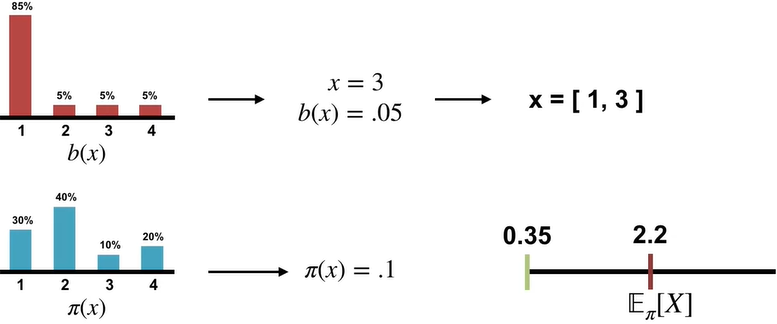 85%
5% 5% 5%
1 2 3 4
b(x)
x = 3
b(x) = .05
x = [ 1, 3 ]
30% 40% 10% 20%
1 2 3 4
π(x)
π(x) = .1
0.35 2.2
𝔼π[X]